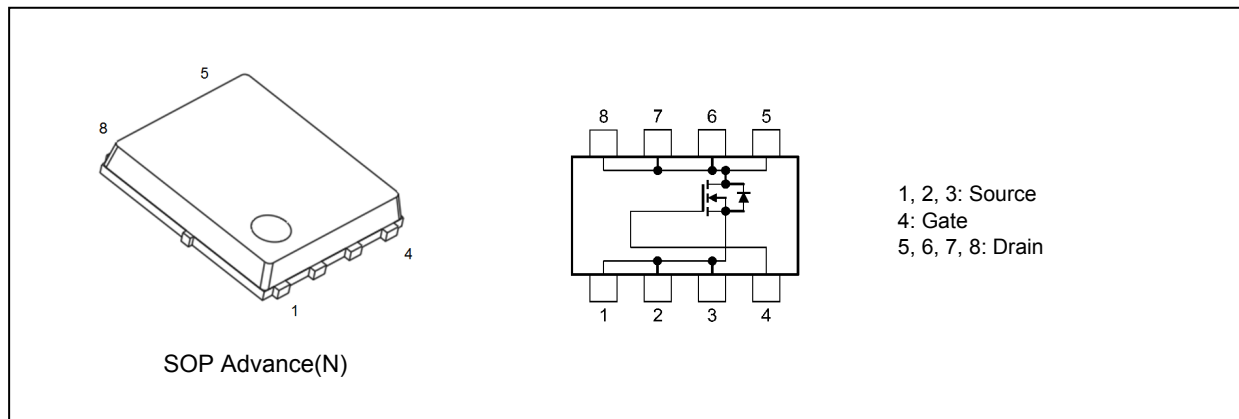 5
8
4
1
SOP Advance(N)
8 7 6 5
1 2 3 4
1, 2, 3: Source
4: Gate
5, 6, 7, 8: Drain